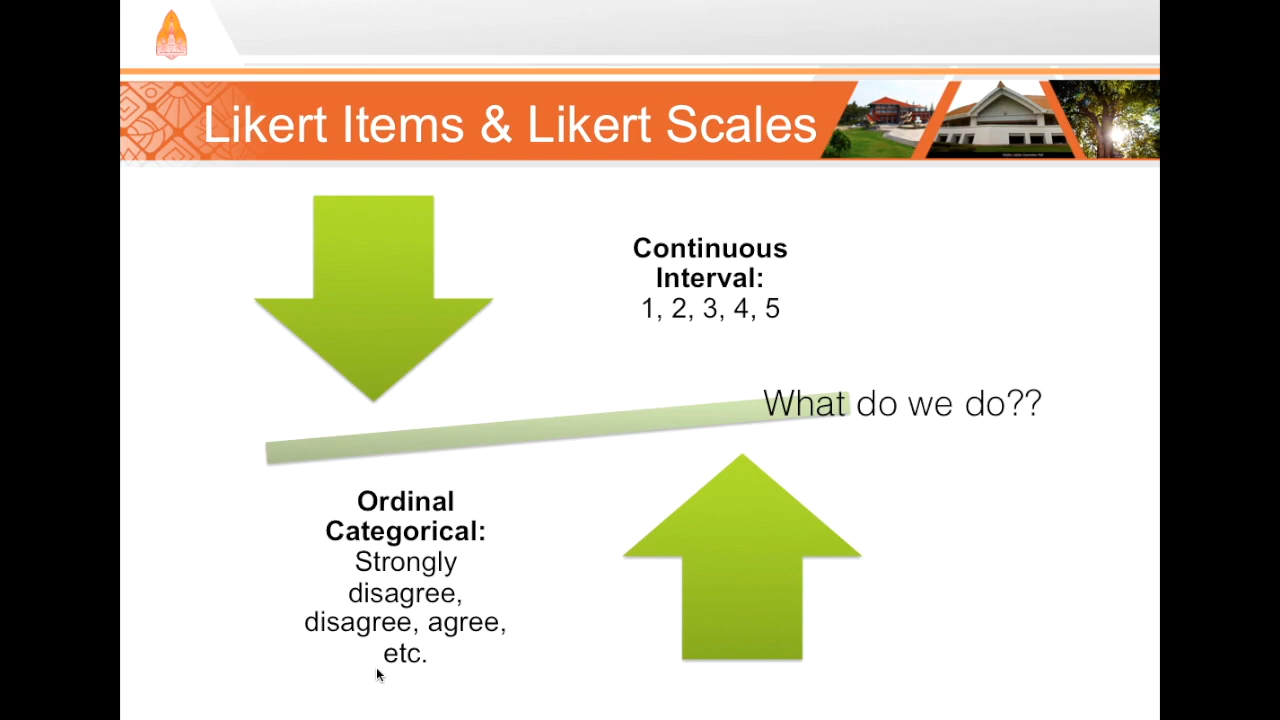 Likert Items & Likert Scales
Continuous
Interval:
1, 2, 3, 4, 5
What do we do??
Ordinal
Categorical:
Strongly
disagree,
disagree, agree,
etc.